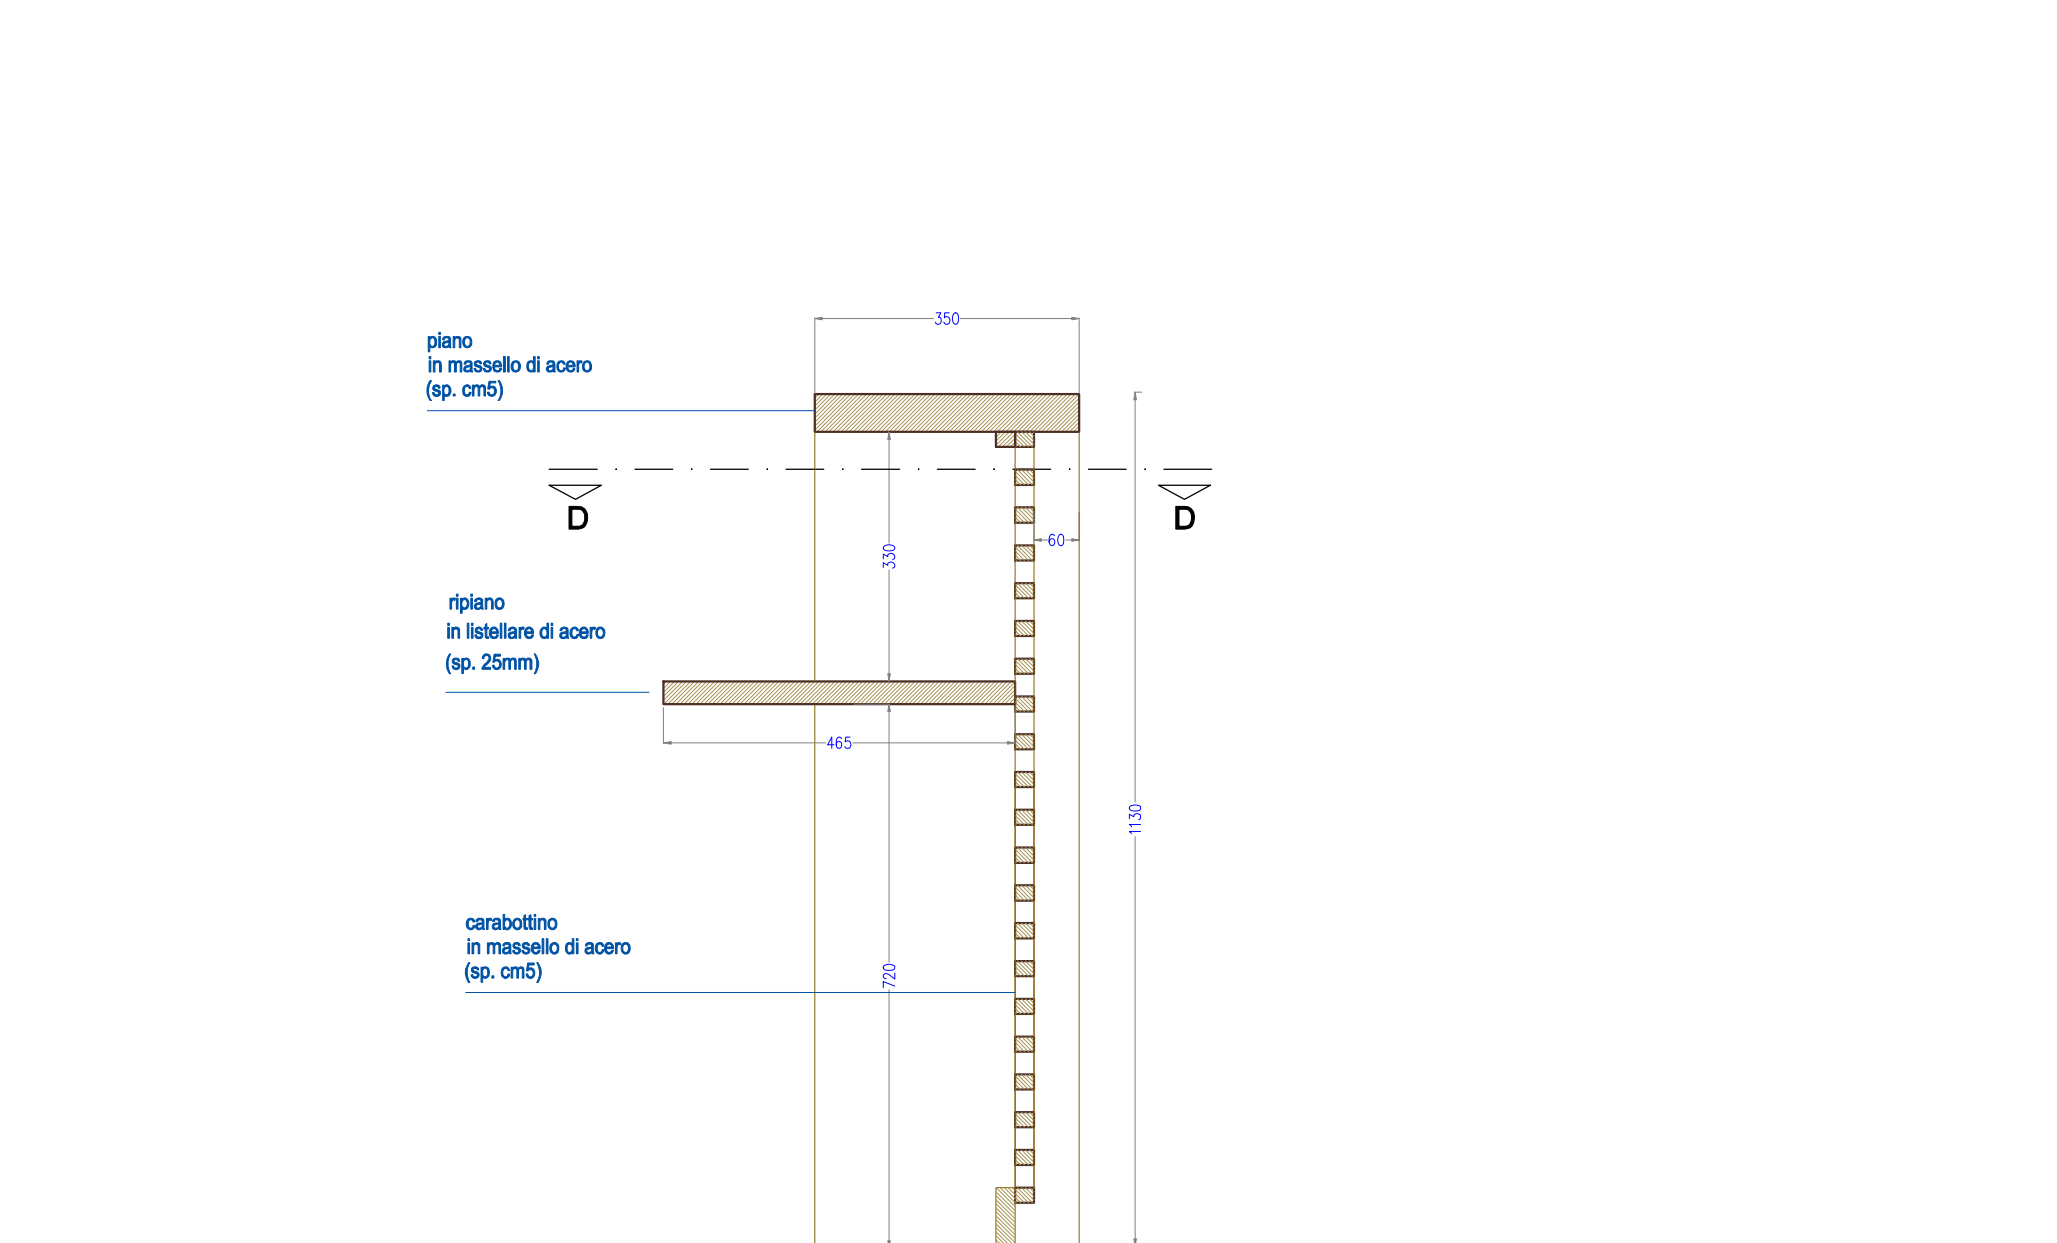 350
piano
in massello di acero
(sp. cm5)
D
D
60
330
ripiano
in listellare di acero
(sp. 25mm)
465
1130
carabottino
in massello di acero
(sp. cm5)
720